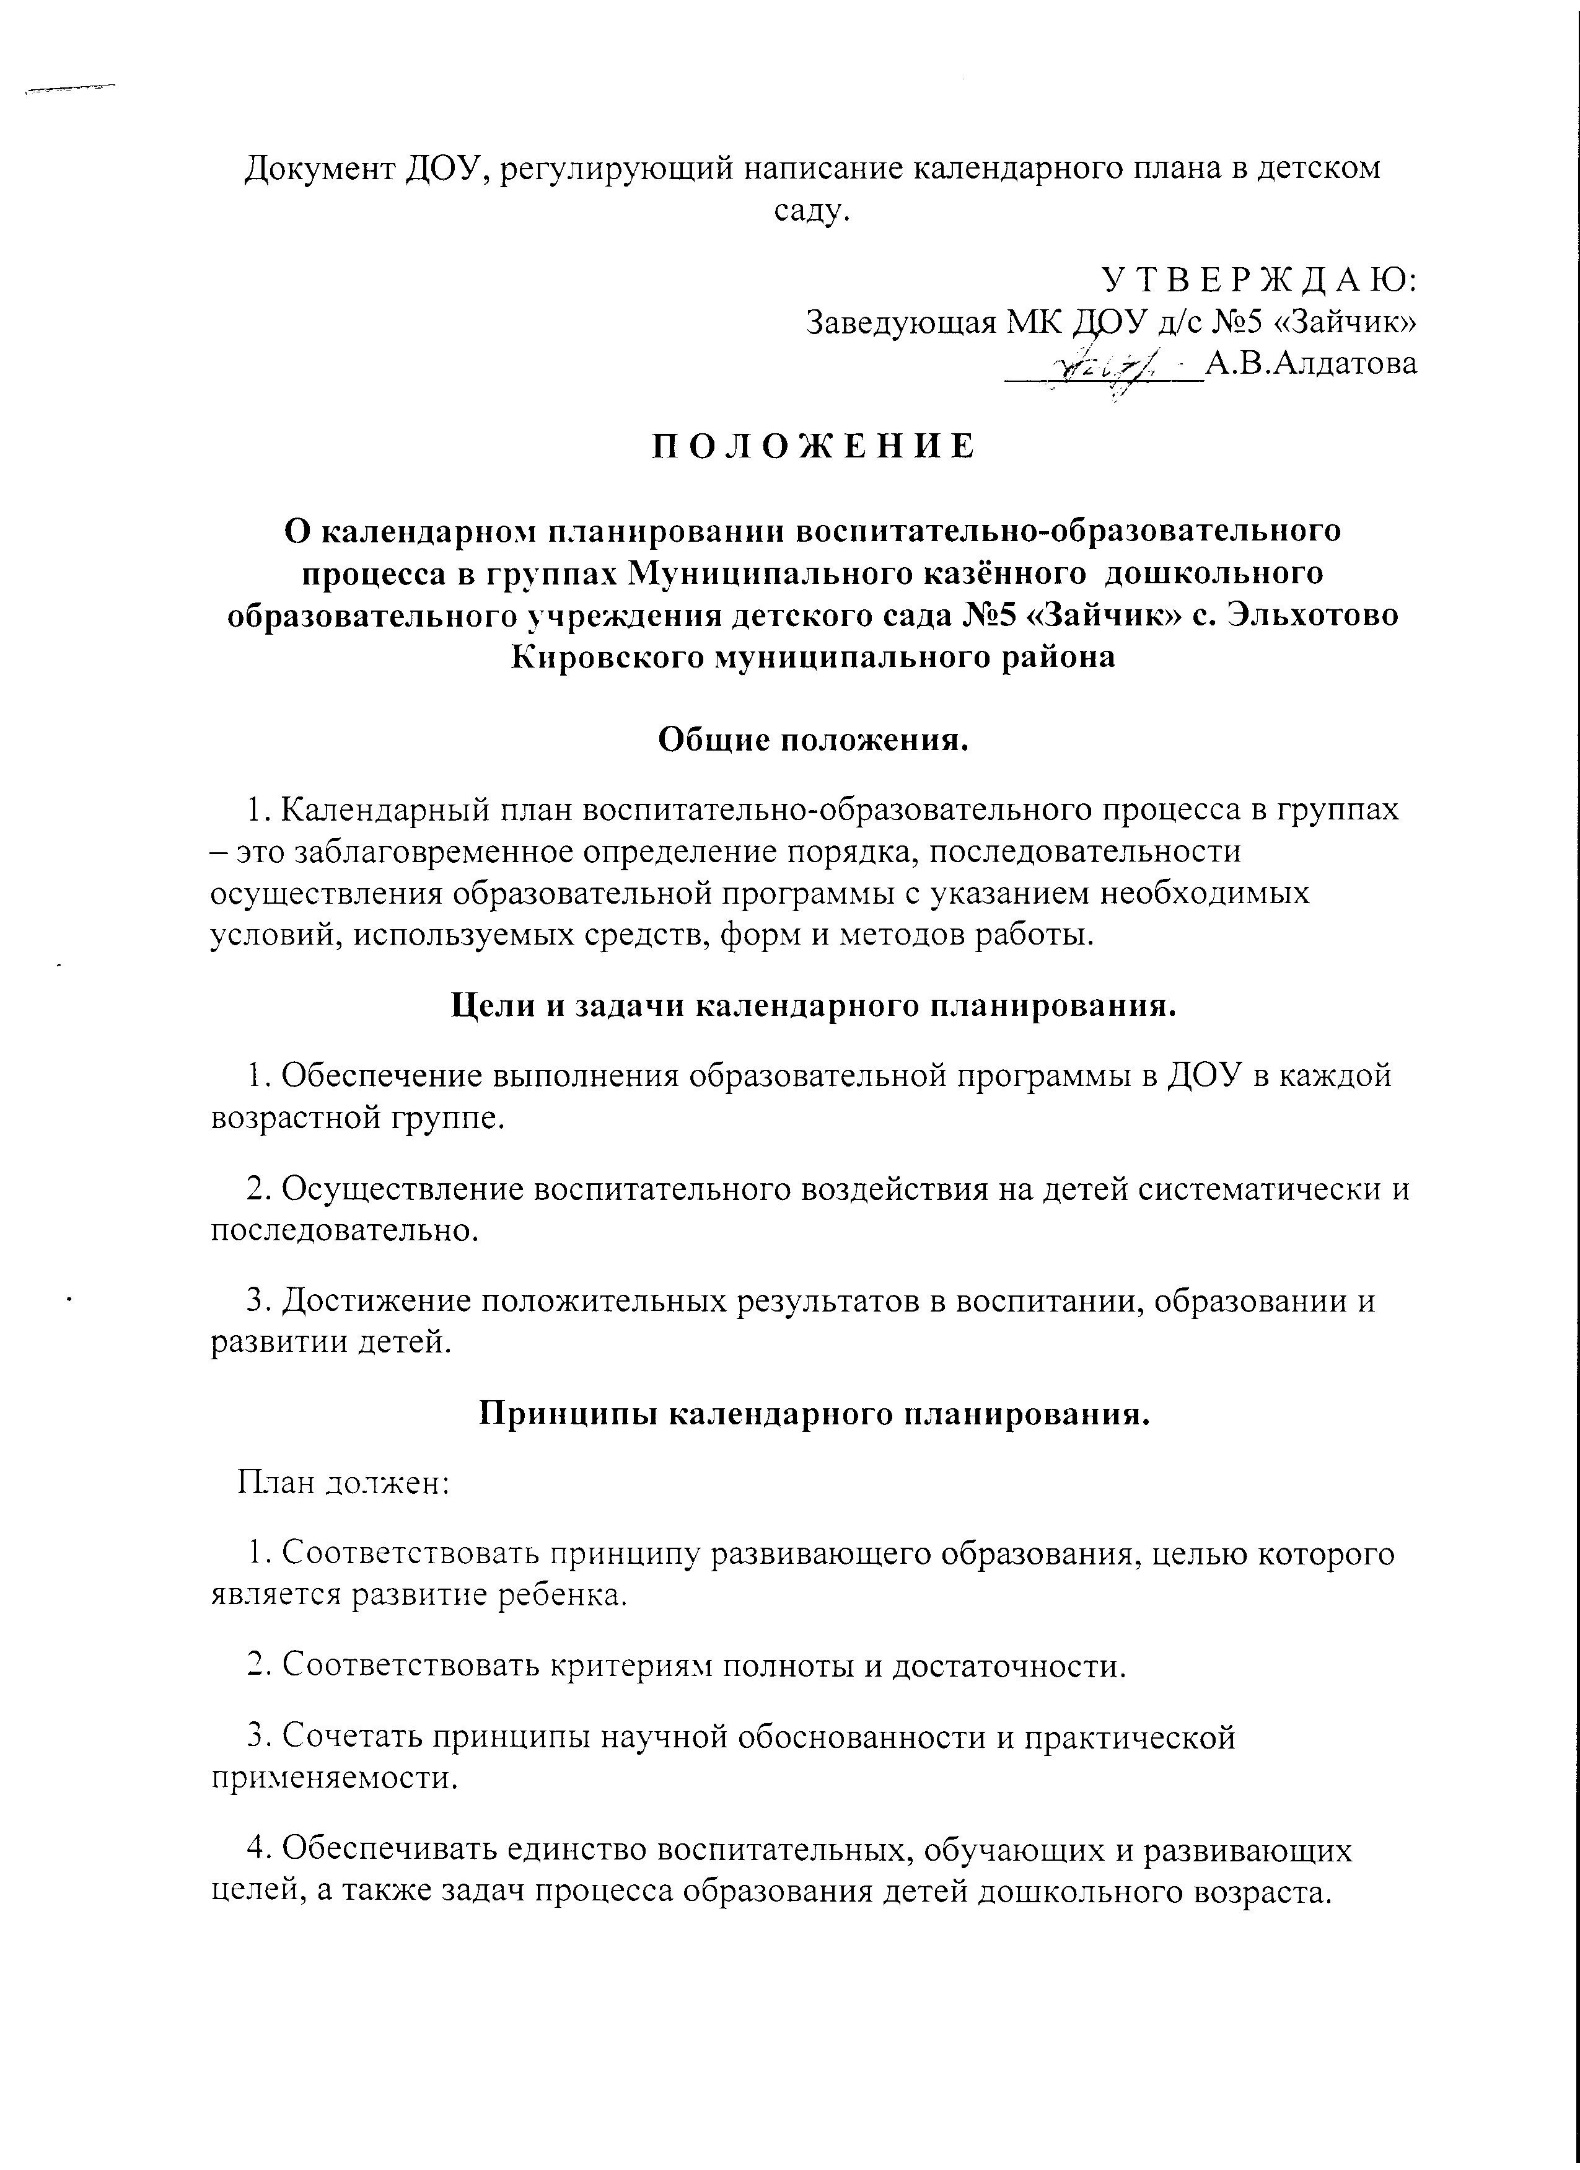 Документ ДОУ, регулирующий написание календарного плана в детском
саду.
У Т В Е Р Ж Д А Ю:
Заведующая МК ДОУ д/с №5 «Зайчик»
А.В.Алдатова
П О Л О Ж Е Н И Е
О календарном планировании воспитательно-образовательного
процесса в группах Муниципального казённого дошкольного
образовательного учреждения детского сада №5 «Зайчик» с. Эльхотово
Кировского муниципального района
Общие положения.
1. Календарный план воспитательно-образовательного процесса в группах
– это заблаговременное определение порядка, последовательности
осуществления образовательной программы с указанием необходимых
условий, используемых средств, форм и методов работы.
Цели и задачи календарного планирования.
1. Обеспечение выполнения образовательной программы в ДОУ в каждой
возрастной группе.
2. Осуществление воспитательного воздействия на детей систематически и
последовательно.
3. Достижение положительных результатов в воспитании, образовании и
развитии детей.
Принципы календарного планирования.
План должен:
1. Соответствовать принципу развивающего образования, целью которого
является развитие ребенка.
2. Соответствовать критериям полноты и достаточности.
3. Сочетать принципы научной обоснованности и практической
применяемости.
4. Обеспечивать единство воспитательных, обучающих и развивающих
целей, а также задач процесса образования детей дошкольного возраста.